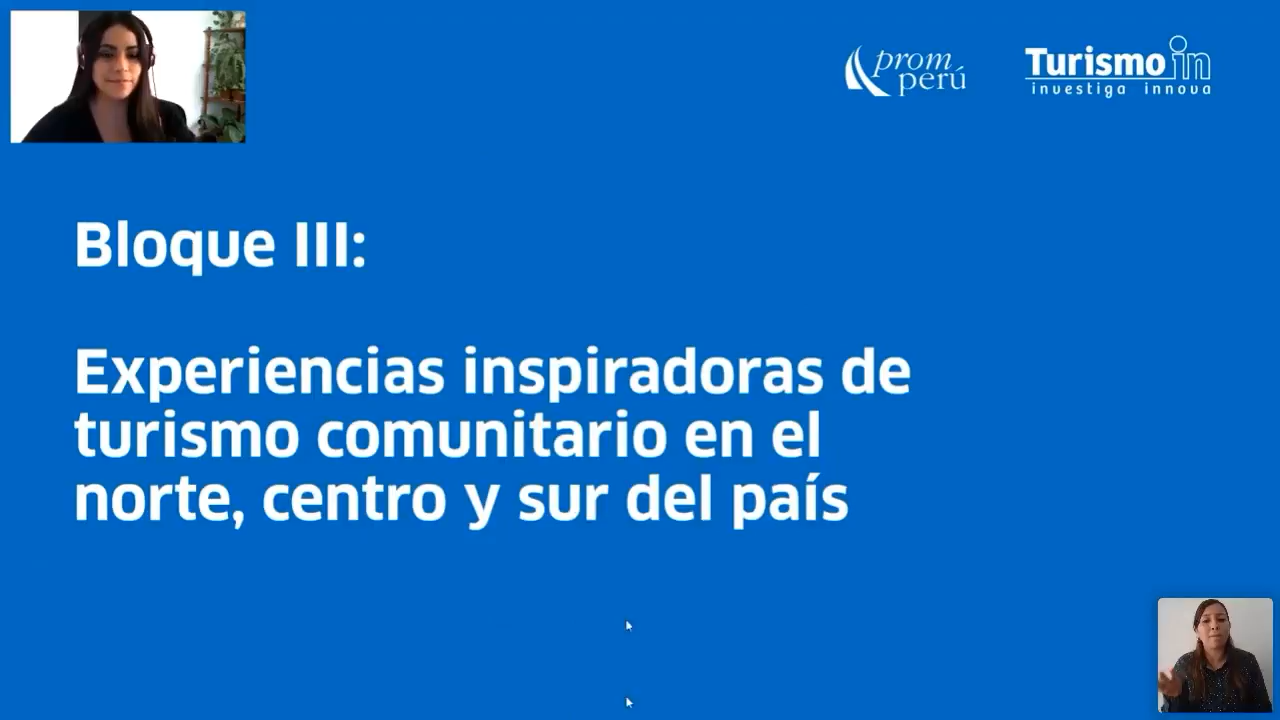 prom
perú
Turismo in
investiga innova
Bloque III:
Experiencias inspiradoras de
turismo comunitario en el
norte, centro y sur del país